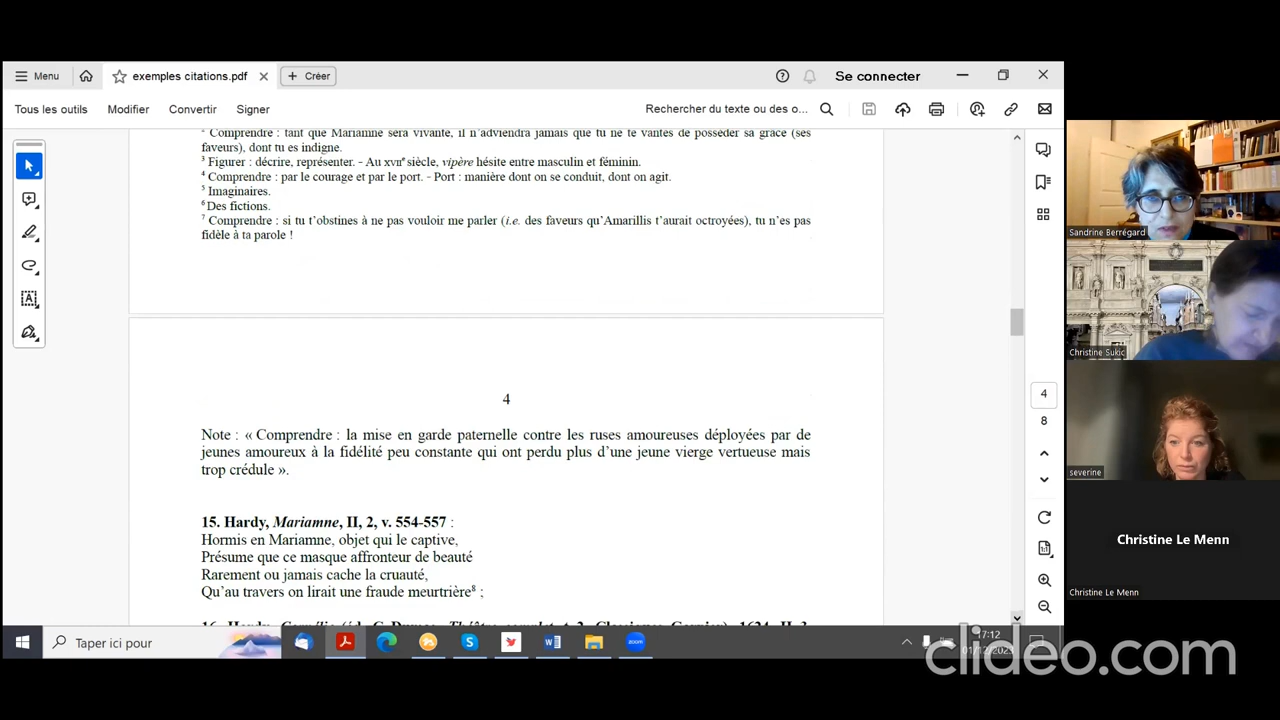 Menu
exemples citations.pdf
Créer
Se connecter
Tous les outils
Modifier
Convertir
Signer
Rechercher du texte ou des o...
2 Comprendre : tant que Marianne sera vivante, il n'adviendra jamais que tu ne te vantes de posséder sa grâce (ses
faveurs), dont tu es indigne.
3 Figurer : décrire, représenter. - Au XVIIe siècle, vipère hésite entre masculin et féminin.
4 Comprendre : par le courage et par le port. - Port : manière dont on se conduit, dont on agit.
5 Imaginaires.
6 Des fictions.
7 Comprendre : si tu t'obstines à ne pas vouloir me parler (i.e. des faveurs qu'Amarillis t'aurait octroyées), tu n'es pas
fidèle à ta parole !
4
Note : « Comprendre : la mise en garde paternelle contre les ruses amoureuses déployées par de
jeunes amoureux à la fidélité peu constante qui ont perdu plus d'une jeune vierge vertueuse mais
trop crédule ».
15. Hardy, Mariamne, II, 2, v. 554-557 :
Hormis en Mariamne, objet qui le captive,
Présume que ce masque affronteur de beauté
Rarement ou jamais cache la cruauté,
Qu'au travers on lirait une fraude meurtrière8 ;
4
8
Sandrine Berrégard
Christine Sukic
severine
Christine Le Menn
Christine Le Menn
Taper ici pour
17:12
01/12/2023
clideo.com